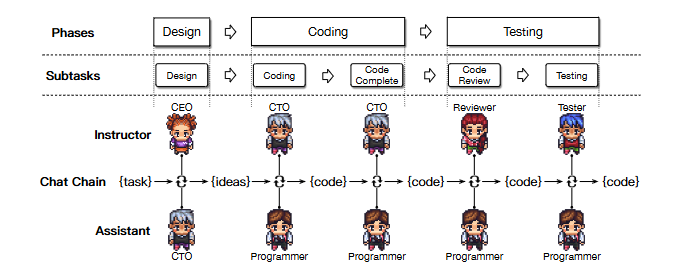 Phases Design Coding Testing
Subtasks Design Coding Code Complete Code Review Testing
CEO CTO CTO Reviewer Tester
Instructor
Chat Chain {task} {ideas} {code} {code} {code} {code}
Assistant
CTO Programmer Programmer Programmer Programmer